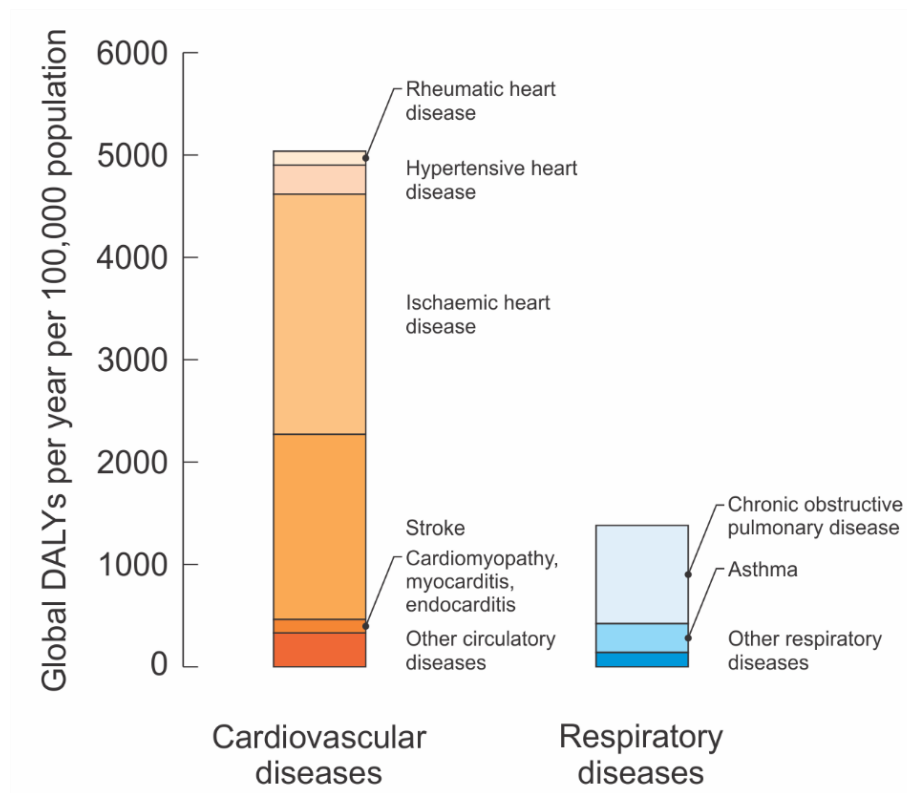 Global DALYs per year per 100,000 population
6000
5000
4000
3000
2000
1000
0
Rheumatic heart
disease
Hypertensive heart
disease
Ischaemic heart
disease
Stroke
Cardiomyopathy,
myocarditis,
endocarditis
Other circulatory
diseases
Chronic obstructive
pulmonary disease
Asthma
Other respiratory
diseases
Cardiovascular
diseases
Respiratory
diseases